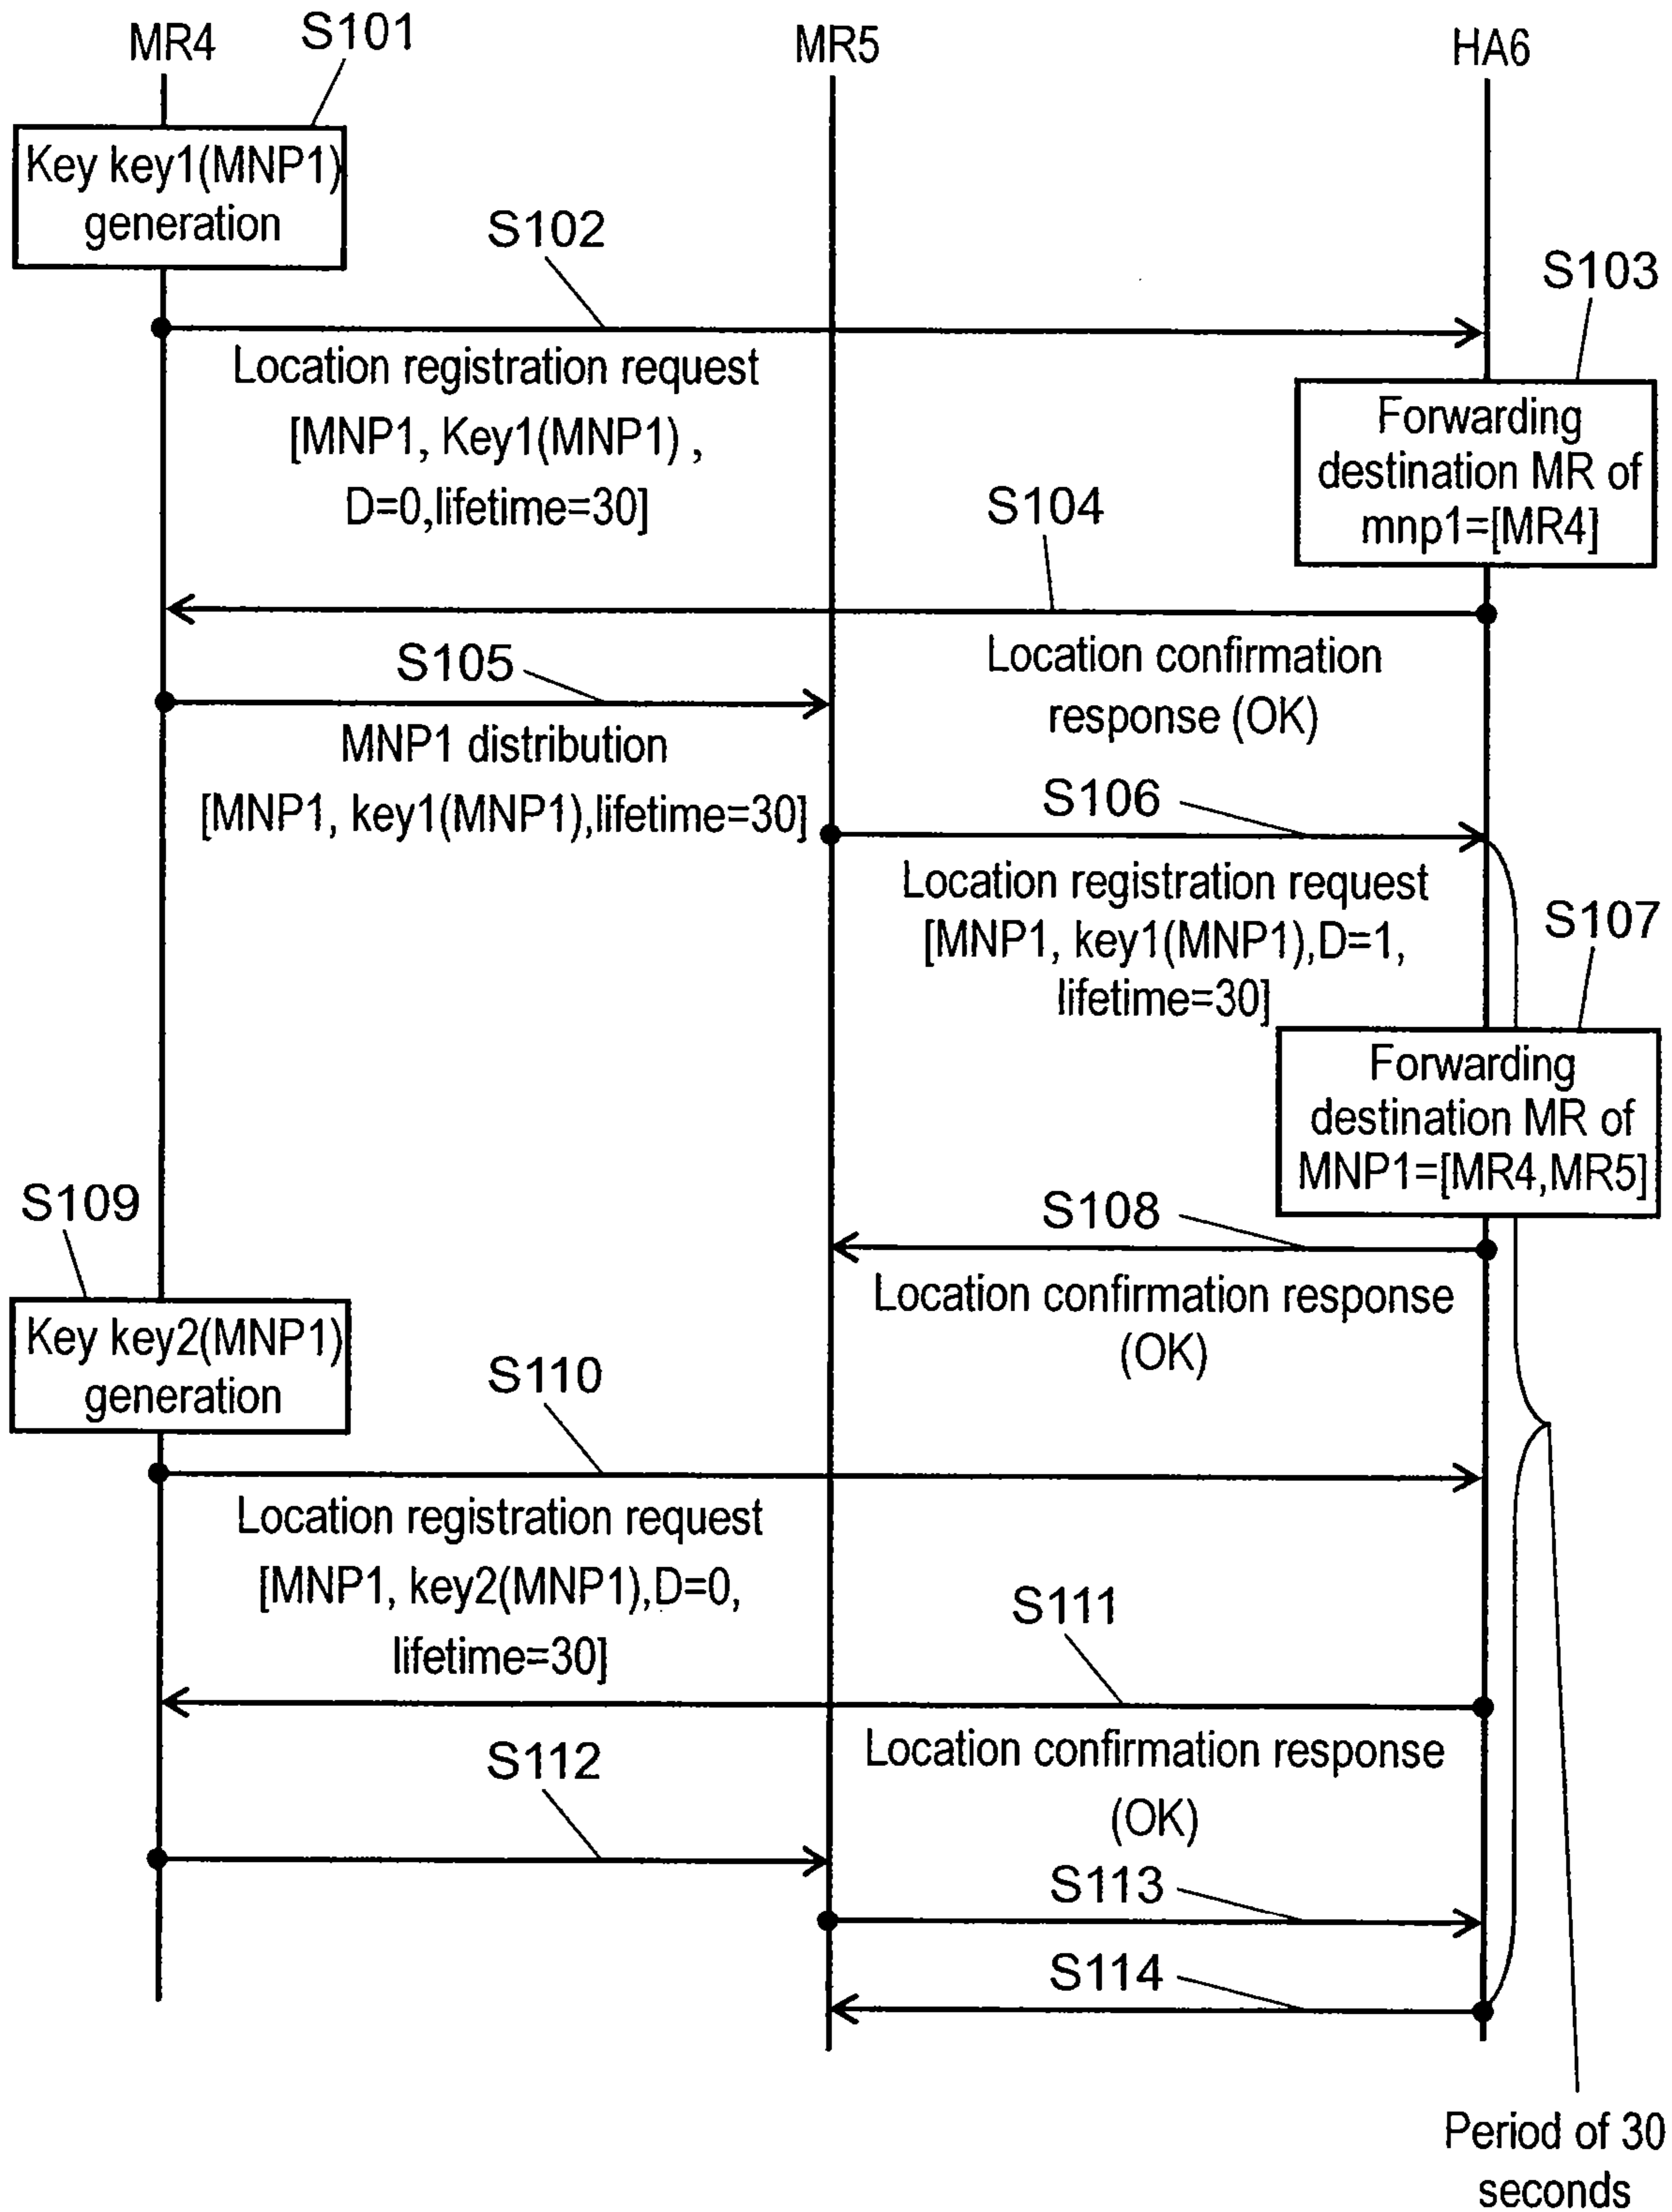 MR4
S101
MR5
HA6
Key key1(MNP1)
generation
S102
S103
Location registration request
[MNP1, Key1(MNP1) ,
D=0,lifetime=30]
Forwarding
destination MR of
mnp1=[MR4]
S104
Location confirmation
response (OK)
S105
MNP1 distribution
[MNP1, key1(MNP1),lifetime=30]
S106
Location registration request
[MNP1, key1(MNP1),D=1,
lifetime=30]
S107
Forwarding
destination MR of
MNP1=[MR4,MR5]
S108
Location confirmation response
(OK)
S109
Key key2(MNP1)
generation
S110
Location registration request
[MNP1, key2(MNP1),D=0,
lifetime=30]
S111
Location confirmation response
(OK)
S112
S113
S114
Period of 30
seconds